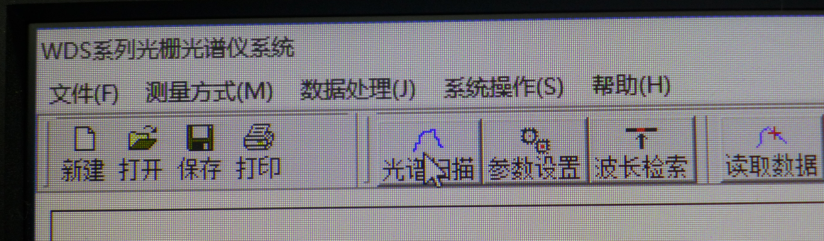 WDS系列光栅光谱仪系统
文件(F) 测量方式(M) 数据处理(J) 系统操作(S) 帮助(H)
新建 打开 保存 打印 光谱扫描 参数设置 波长检索 读取数据